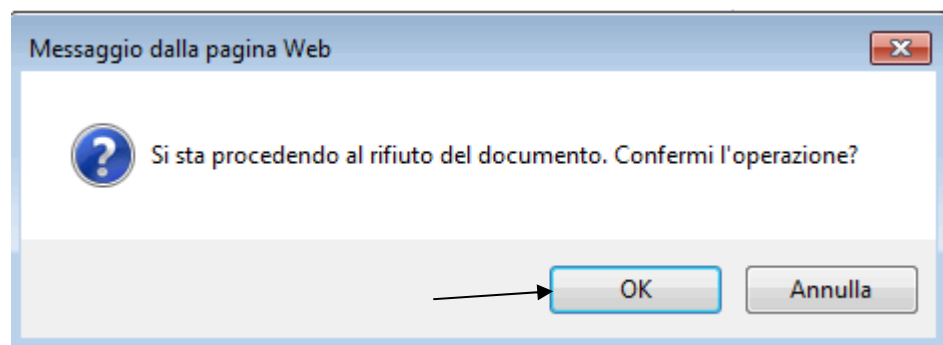 Messaggio dalla pagina Web
Si sta procedendo al rifiuto del documento. Confermi l'operazione?
OK
Annulla